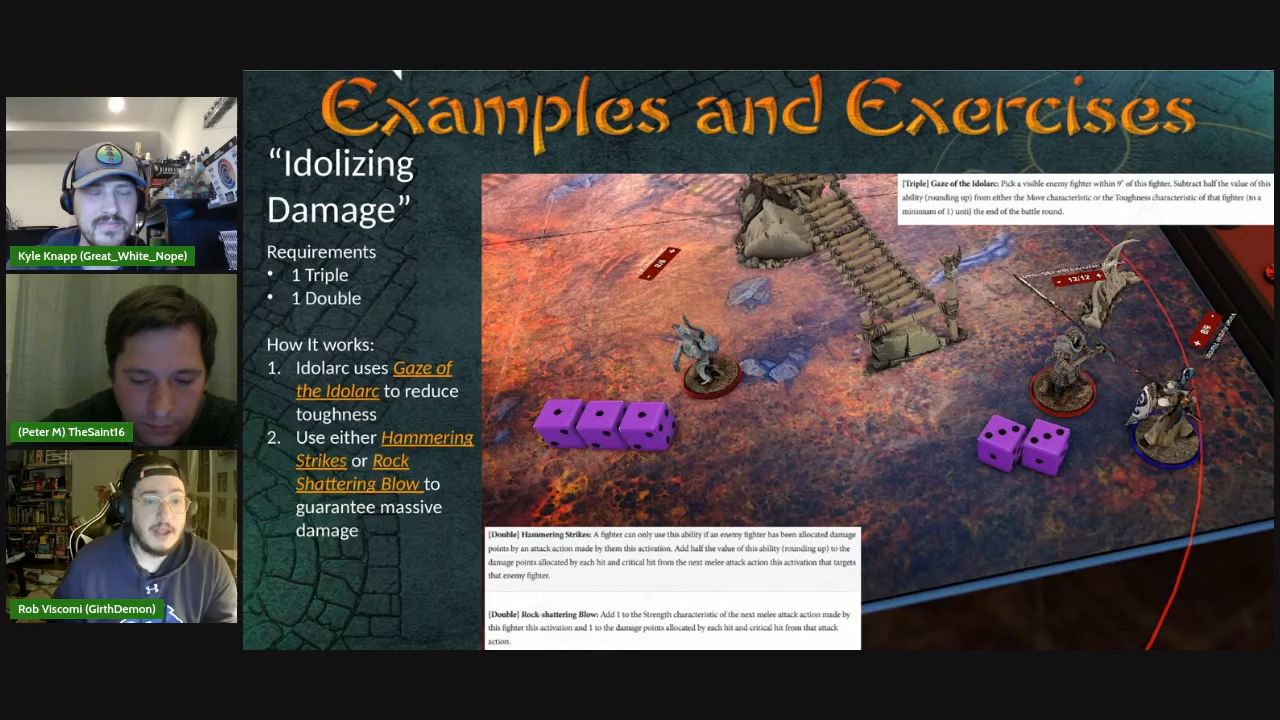 Examples and Exercises
“Idolizing
Damage”
Requirements
• 1 Triple
• 1 Double
How It works:
1. Idolarc uses Gaze of
the Idolarc to reduce
toughness
2. Use either Hammering
Strikes or Rock
Shattering Blow to
guarantee massive
damage
[Triple] Gaze of the Idolarc: Pick a visible enemy fighter within 9" of this fighter. Subtract half the value of this
ability (rounding up) from either the Move characteristic or the Toughness characteristic of that fighter (to a
minimum of 1) until the end of the battle round.
- 12/12 +
[Double] Hammering Strikes: A fighter can only use this ability if an enemy fighter has been allocated damage
points by an attack action made by them this activation. Add half the value of this ability (rounding up) to the
damage points allocated by each hit and critical hit from the next melee attack action this activation that targets
that enemy fighter.
[Double] Rock-shattering Blow: Add 1 to the Strength characteristic of the next melee attack action made by
this fighter this activation and 1 to the damage points allocated by each hit and critical hit from that attack
action.
Kyle Knapp (Great_White_Nope)
(Peter M) TheSaint16
Rob Viscomi (GirthDemon)